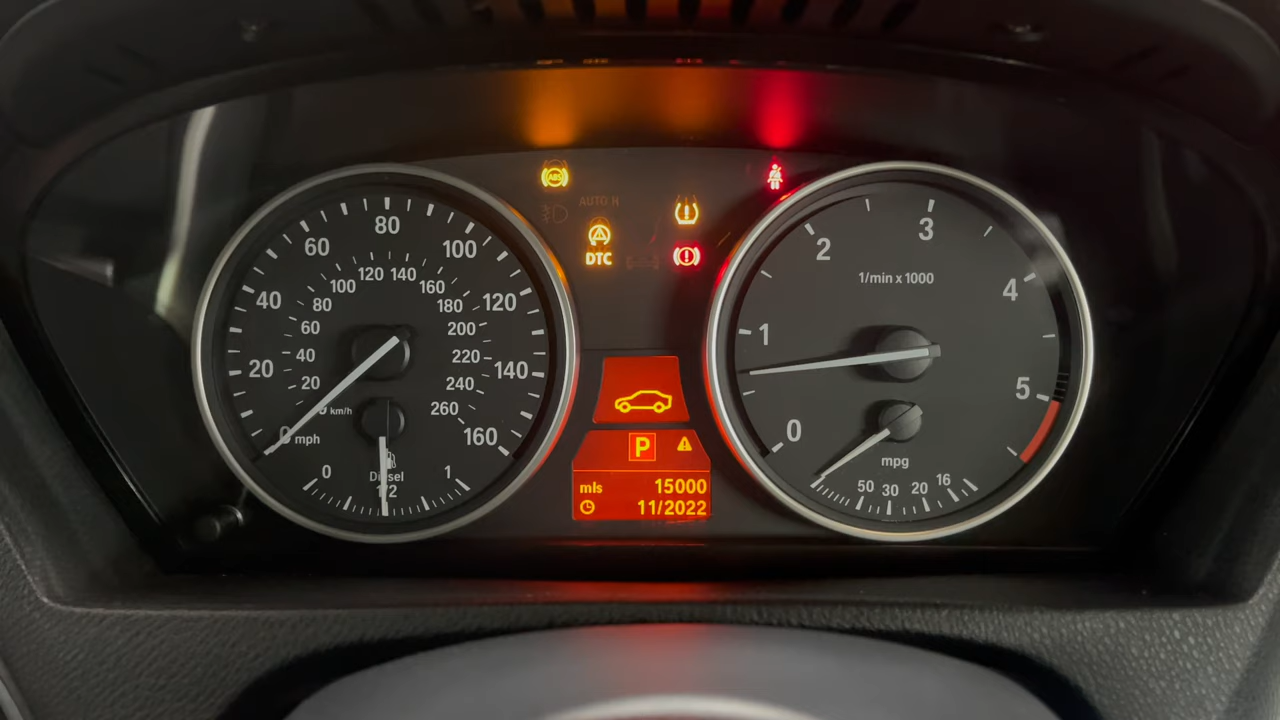 ABS
AUTO H
DTC
20 40 60 80 100 120 140 160
20 40 60 80 100 120 140 160 180 200 220 240 260
0 km/h
0 mph
Diesel
0 1/2 1
P
mls 15000
11/2022
0 1 2 3 4 5
1/min x 1000
mpg
50 30 20 16